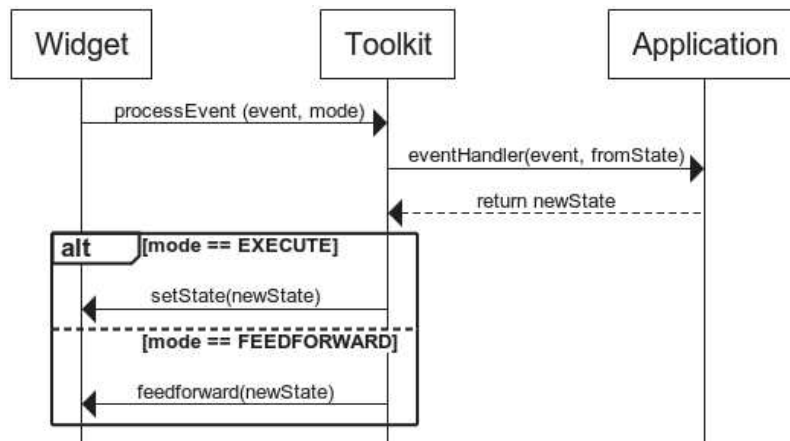 Widget
Toolkit
Application
processEvent (event, mode)
eventHandler(event, fromState)
return newState
alt
[mode == EXECUTE]
setState(newState)
[mode == FEEDFORWARD]
feedforward(newState)